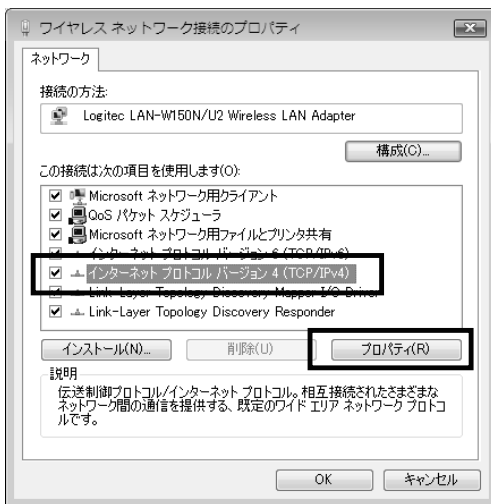 ワイヤレス ネットワーク接続のプロパティ
ネットワーク
接続の方法:
Logitec LAN-W150N/U2 Wireless LAN Adapter
構成(C)...
この接続は次の項目を使用します(O):
Microsoft ネットワーク用クライアント
QoS パケット スケジューラ
Microsoft ネットワーク用ファイルとプリンタ共有
インターネット プロトコル バージョン 6 (TCP/IPv6)
インターネット プロトコル バージョン 4 (TCP/IPv4)
Link-Layer Topology Discovery Mapper I/O Driver
Link-Layer Topology Discovery Responder
インストール(N)... 削除(U) プロパティ(R)
説明
伝送制御プロトコル/インターネット プロトコル。相互接続されたさまざまな
ネットワーク間の通信を提供する、既定のワイド エリア ネットワーク プロトコ
ルです。
OK キャンセル